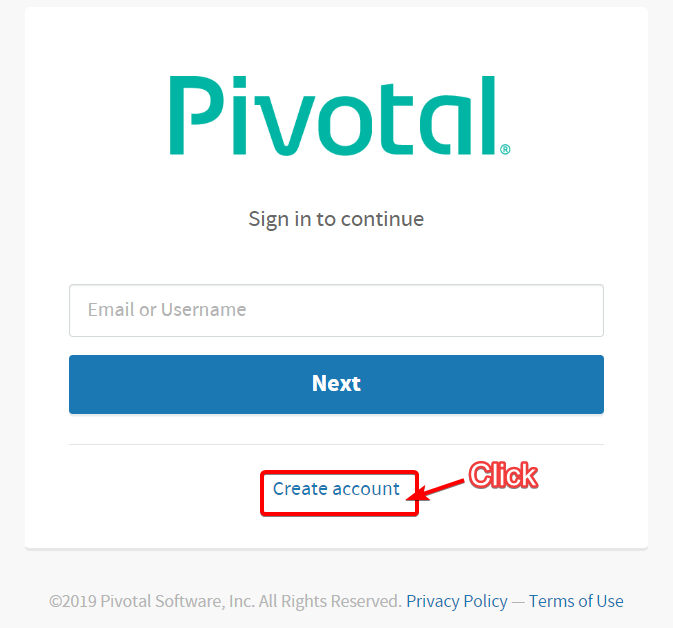 Pivotal®
Sign in to continue
Email or Username
Next
Create account
Click
©2019 Pivotal Software, Inc. All Rights Reserved. Privacy Policy — Terms of Use